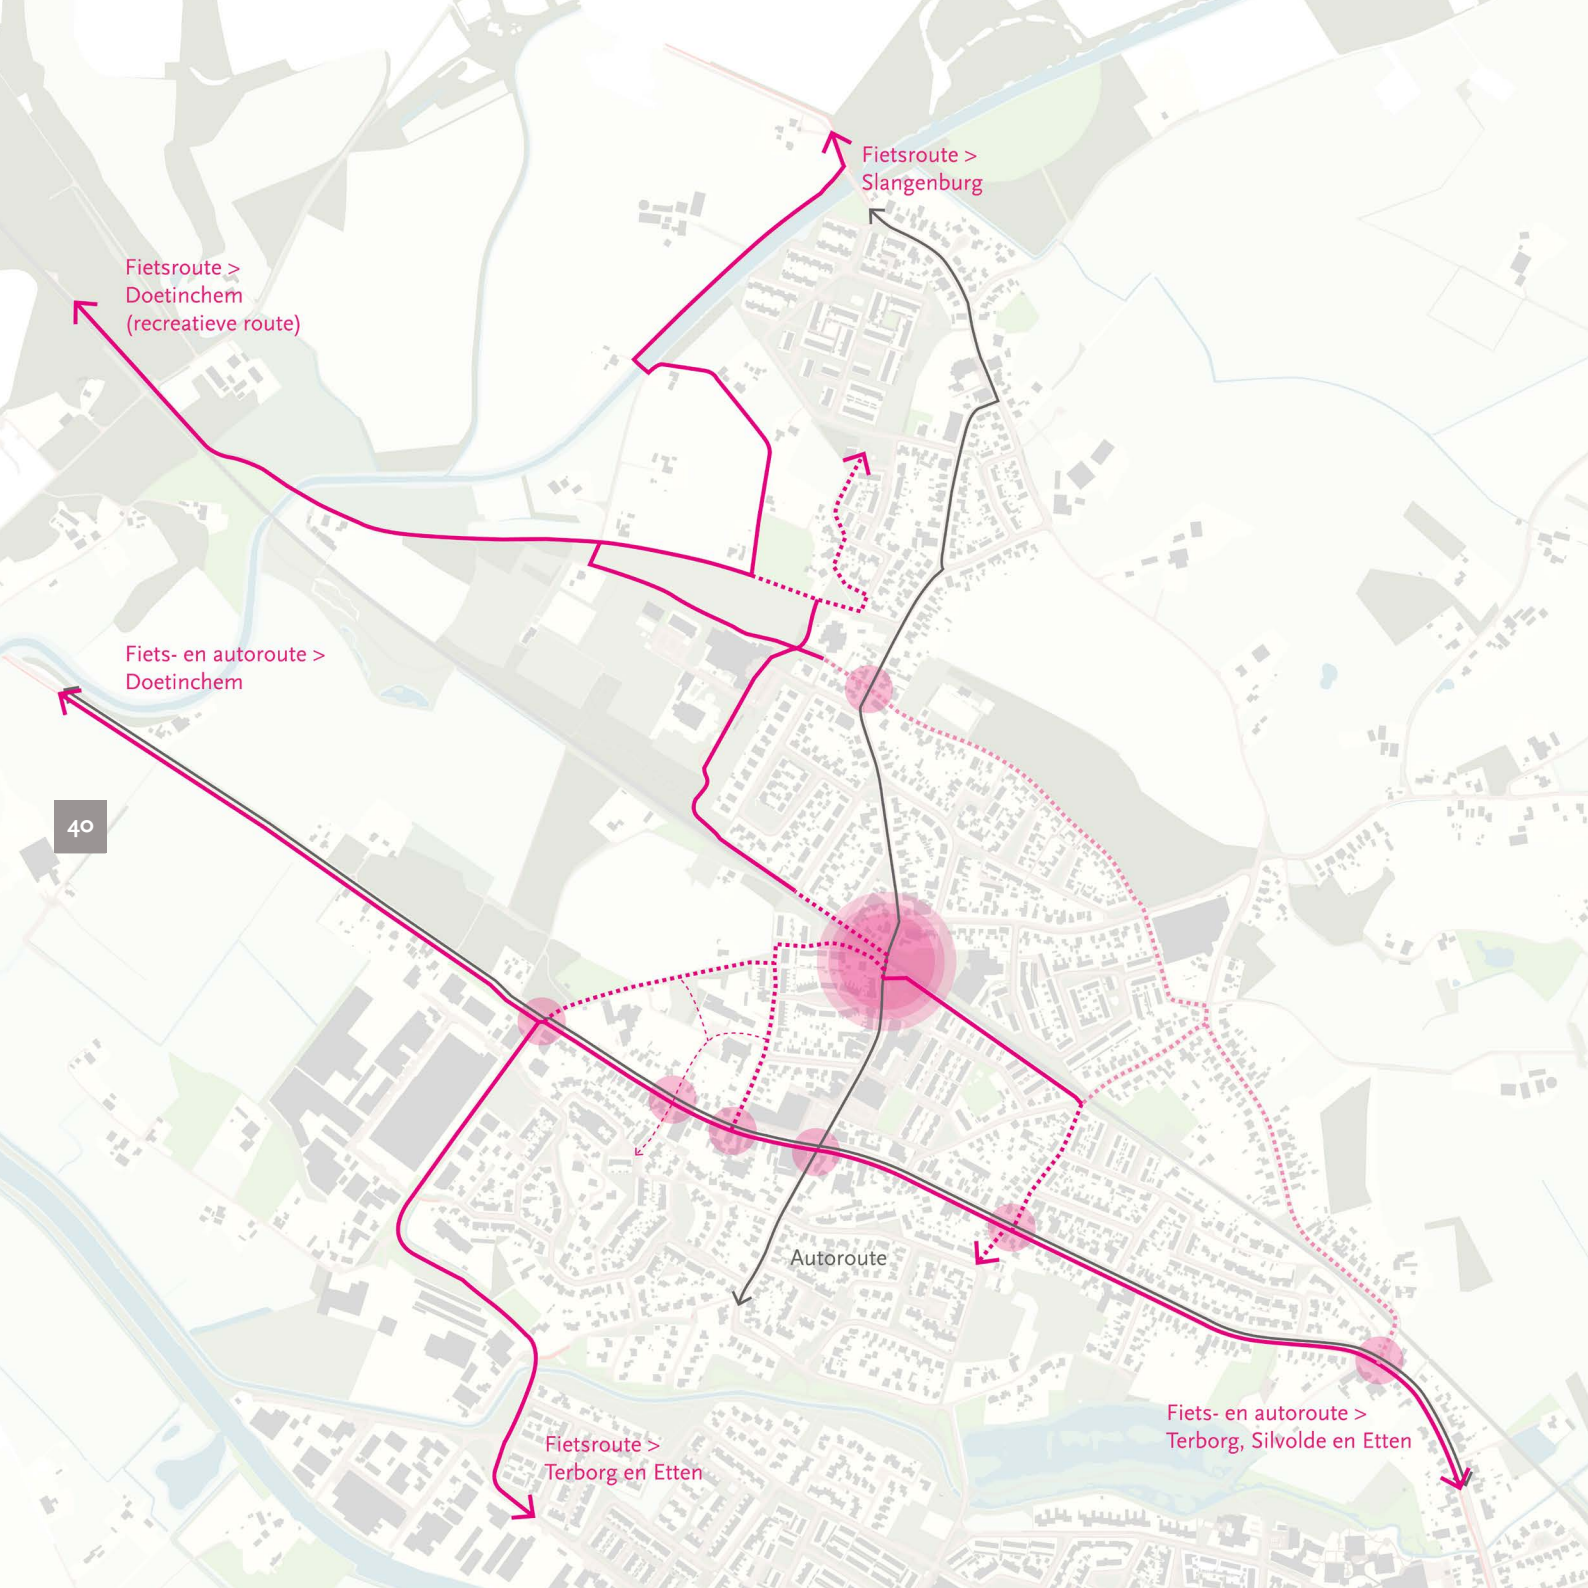 Fietsroute >
Slangenburg
Fietsroute >
Doetinchem
(recreatieve route)
Fiets- en autoroute >
Doetinchem
40
Autoroute
Fiets- en autoroute >
Terborg, Silvolde en Etten
Fietsroute >
Terborg en Etten